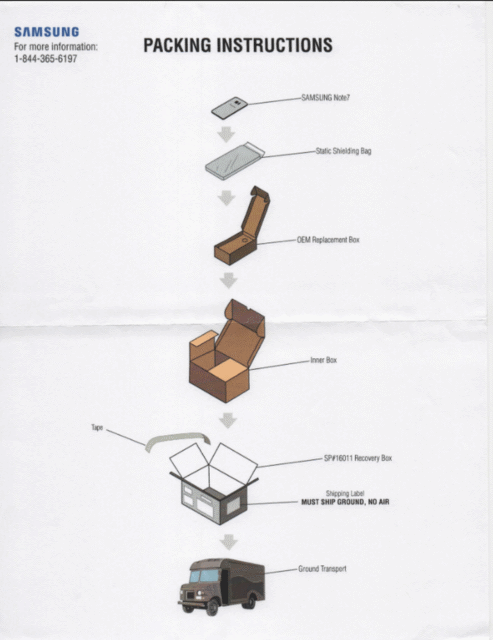 SAMSUNG
For more information:
1-844-365-6197
PACKING INSTRUCTIONS
SAMSUNG Note7
Static Shielding Bag
OEM Replacement Box
Inner Box
Tape
SP#16011 Recovery Box
Shipping Label
MUST SHIP GROUND, NO AIR
Ground Transport